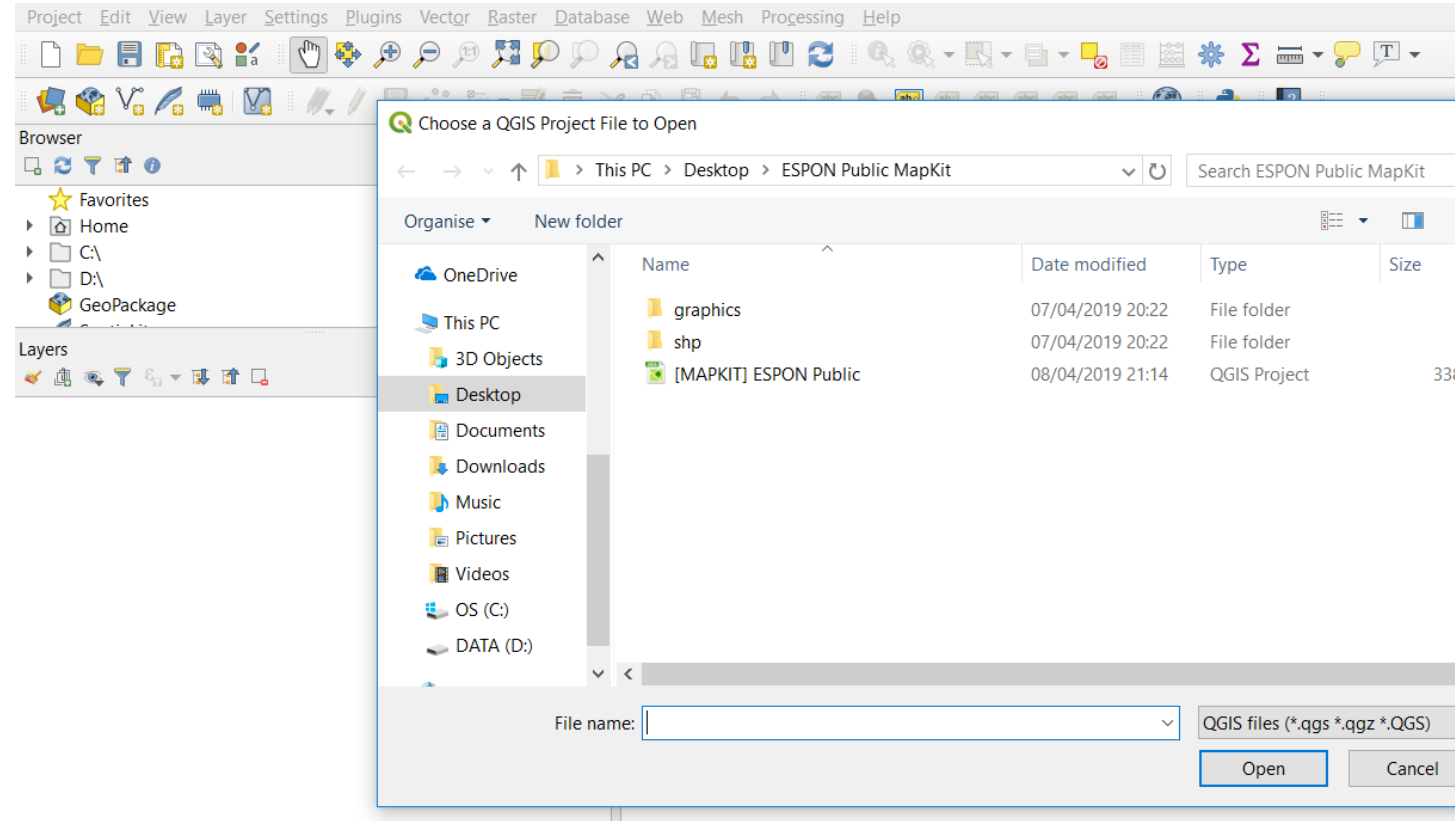 Project Edit View Layer Settings Plugins Vector Raster Database Web Mesh Processing Help
Browser
Favorites
Home
C:\
D:\
GeoPackage
Layers
Choose a QGIS Project File to Open
This PC > Desktop > ESPON Public MapKit
Search ESPON Public MapKit
Organise New folder
OneDrive
This PC
3D Objects
Desktop
Documents
Downloads
Music
Pictures
Videos
OS (C:)
DATA (D:)
Name Date modified Type Size
graphics 07/04/2019 20:22 File folder
shp 07/04/2019 20:22 File folder
[MAPKIT] ESPON Public 08/04/2019 21:14 QGIS Project 338
File name: QGIS files (*.qgs *.qgz *.QGS)
Open Cancel